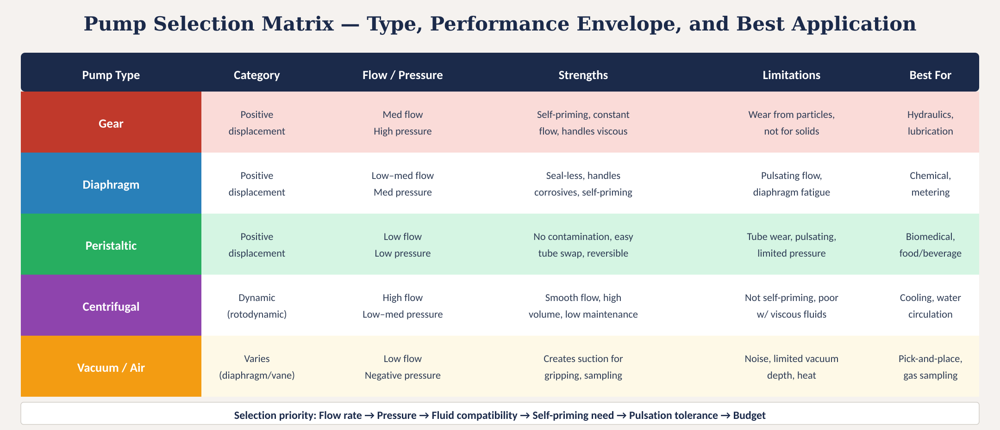 Pump Selection Matrix — Type, Performance Envelope, and Best Application
Pump Type Category Flow / Pressure Strengths Limitations Best For
Gear
Positive
displacement
Med flow
High pressure
Self-priming, constant
flow, handles viscous
Wear from particles,
not for solids
Hydraulics,
lubrication
Diaphragm
Positive
displacement
Low–med flow
Med pressure
Seal-less, handles
corrosives, self-priming
Pulsating flow,
diaphragm fatigue
Chemical,
metering
Peristaltic
Positive
displacement
Low flow
Low pressure
No contamination, easy
tube swap, reversible
Tube wear, pulsating,
limited pressure
Biomedical,
food/beverage
Centrifugal
Dynamic
(rotodynamic)
High flow
Low–med pressure
Smooth flow, high
volume, low maintenance
Not self-priming, poor
w/ viscous fluids
Cooling, water
circulation
Vacuum / Air
Varies
(diaphragm/vane)
Low flow
Negative pressure
Creates suction for
gripping, sampling
Noise, limited vacuum
depth, heat
Pick-and-place,
gas sampling
Selection priority: Flow rate → Pressure → Fluid compatibility → Self-priming need → Pulsation tolerance → Budget